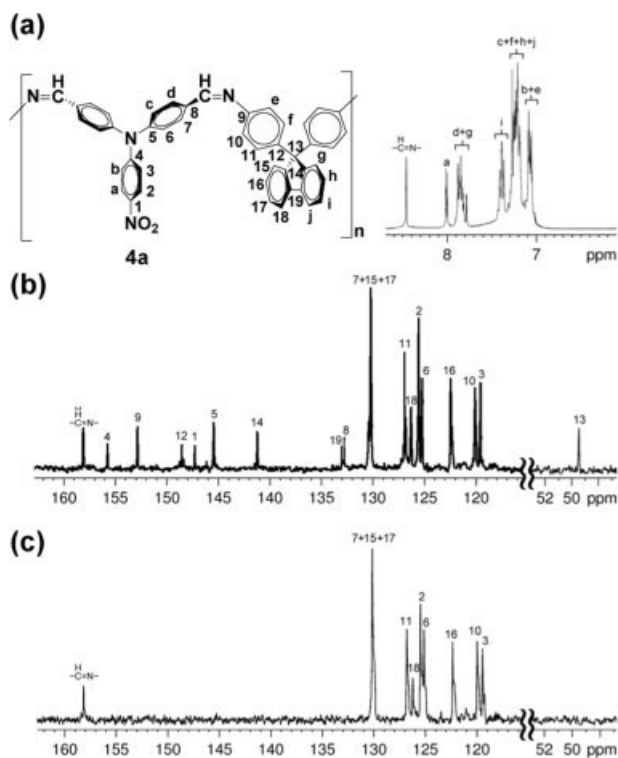 (a)
H
N=C
C=N
H
d
c
e
8
9
f
7
10
5
6
N
11
12
13
g
4
15
14
h
b
3
16
a
2
19
i
1
17
j
18
NO₂
n
4a
c+f+h+j
b+e
i
d+g
H
-C=N-
a
8
7
ppm
(b)
7+15+17
2
11
6
16
10
3
18
H
-C=N-
9
5
4
12
1
14
19
8
13
160
155
150
145
140
135
130
125
120
52
50
ppm
(c)
7+15+17
2
11
6
16
10
3
18
H
-C=N-
160
155
150
145
140
135
130
125
120
52
50
ppm